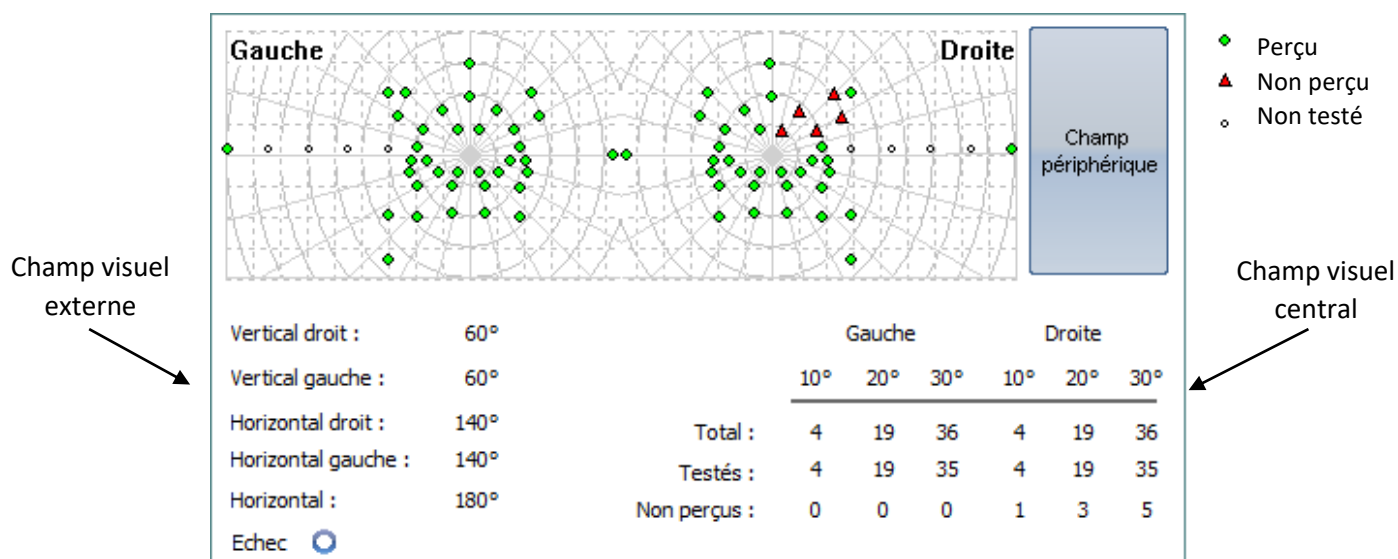 Gauche
Droite
Champ
périphérique
Perçu
Non perçu
Non testé
Champ visuel
externe
Champ visuel
central
Vertical droit : 60°
Vertical gauche : 60°
Horizontal droit : 140°
Horizontal gauche : 140°
Horizontal : 180°
Echec
Gauche Droite
10° 20° 30° 10° 20° 30°
Total : 4 19 36 4 19 36
Testés : 4 19 35 4 19 35
Non perçus : 0 0 0 1 3 5